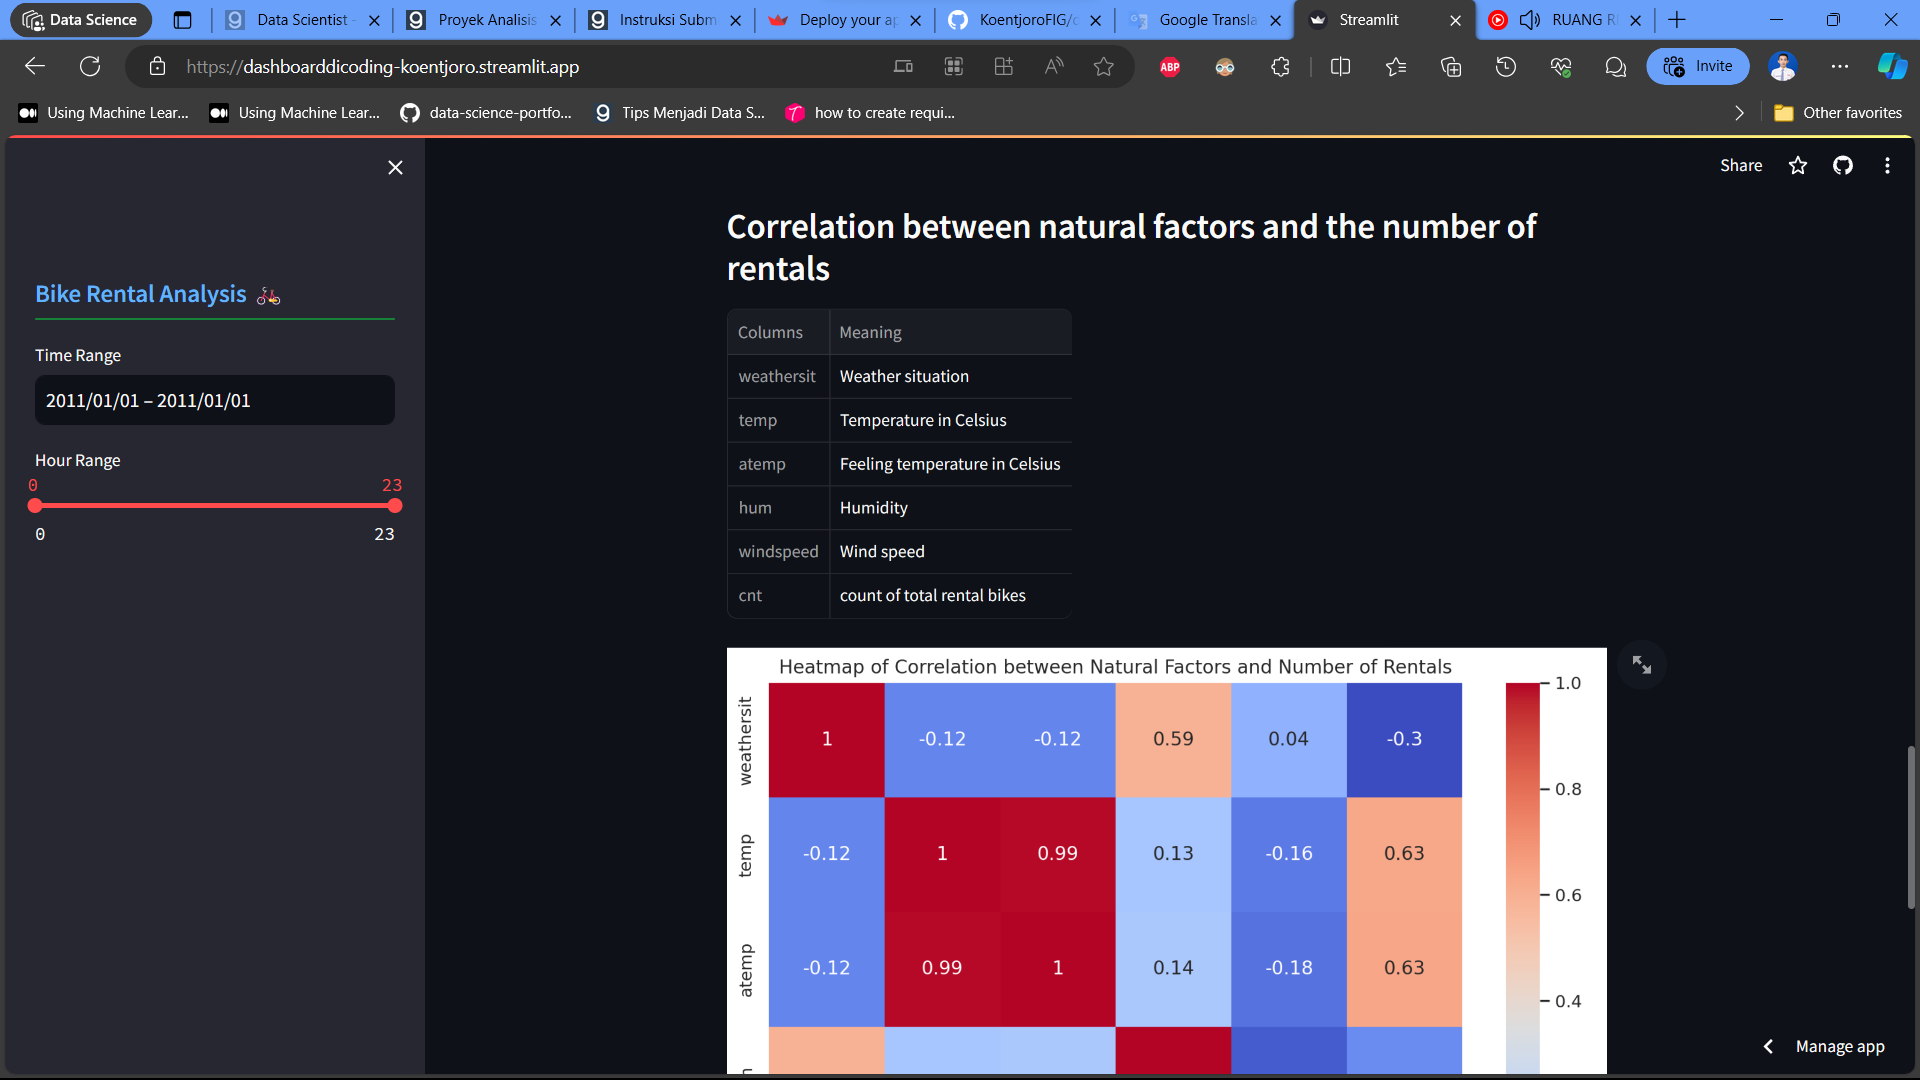 Data Science
Data Scientist -
Proyek Analisis
Instruksi Subm
Deploy your ap
KoentjoroFIG/d
Google Transla
Streamlit
RUANG R
https://dashboarddicoding-koentjoro.streamlit.app
ABP
Invite
Using Machine Lear...
Using Machine Lear...
data-science-portfo...
Tips Menjadi Data S...
how to create requi...
Other favorites
Share
Bike Rental Analysis
Time Range
2011/01/01 – 2011/01/01
Hour Range
0 23
0 23
Correlation between natural factors and the number of
rentals
Columns Meaning
weathersit Weather situation
temp Temperature in Celsius
atemp Feeling temperature in Celsius
hum Humidity
windspeed Wind speed
cnt count of total rental bikes
Heatmap of Correlation between Natural Factors and Number of Rentals
weathersit 1 -0.12 -0.12 0.59 0.04 -0.3
temp -0.12 1 0.99 0.13 -0.16 0.63
atemp -0.12 0.99 1 0.14 -0.18 0.63
1.0
0.8
0.6
0.4
Manage app